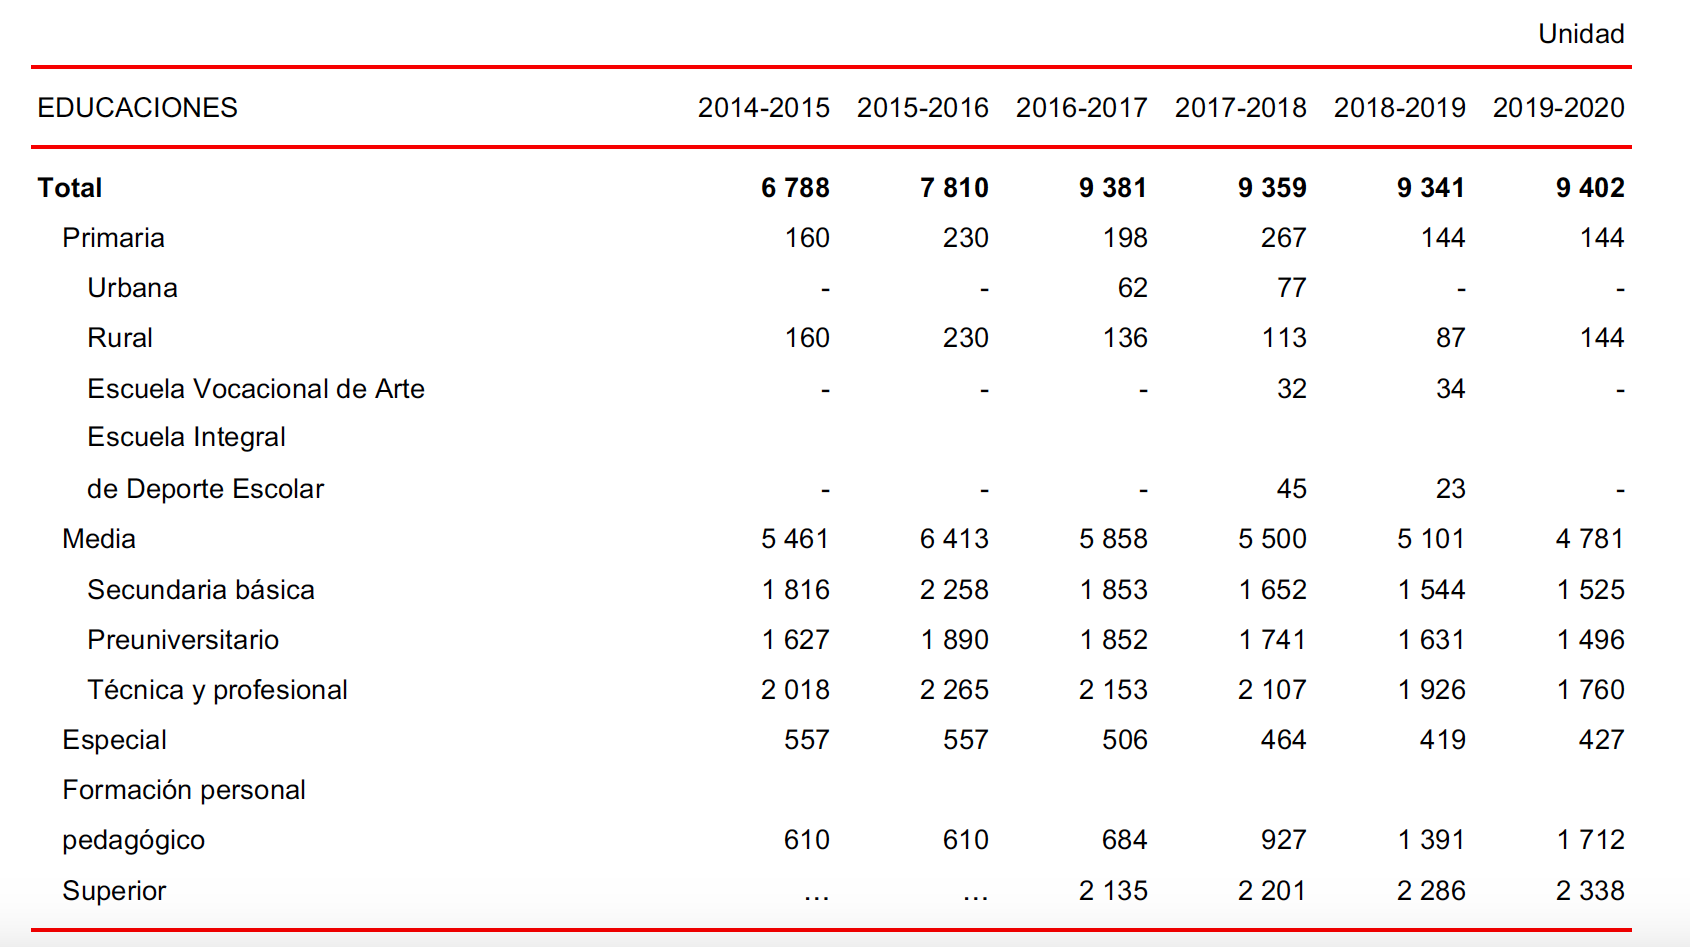 Unidad
EDUCACIONES 2014-2015 2015-2016 2016-2017 2017-2018 2018-2019 2019-2020
Total 6 788 7 810 9 381 9 359 9 341 9 402
Primaria 160 230 198 267 144 144
Urbana - - 62 77 - -
Rural 160 230 136 113 87 144
Escuela Vocacional de Arte - - - 32 34 -
Escuela Integral
de Deporte Escolar - - - 45 23 -
Media 5 461 6 413 5 858 5 500 5 101 4 781
Secundaria básica 1 816 2 258 1 853 1 652 1 544 1 525
Preuniversitario 1 627 1 890 1 852 1 741 1 631 1 496
Técnica y profesional 2 018 2 265 2 153 2 107 1 926 1 760
Especial 557 557 506 464 419 427
Formación personal
pedagógico 610 610 684 927 1 391 1 712
Superior … … 2 135 2 201 2 286 2 338